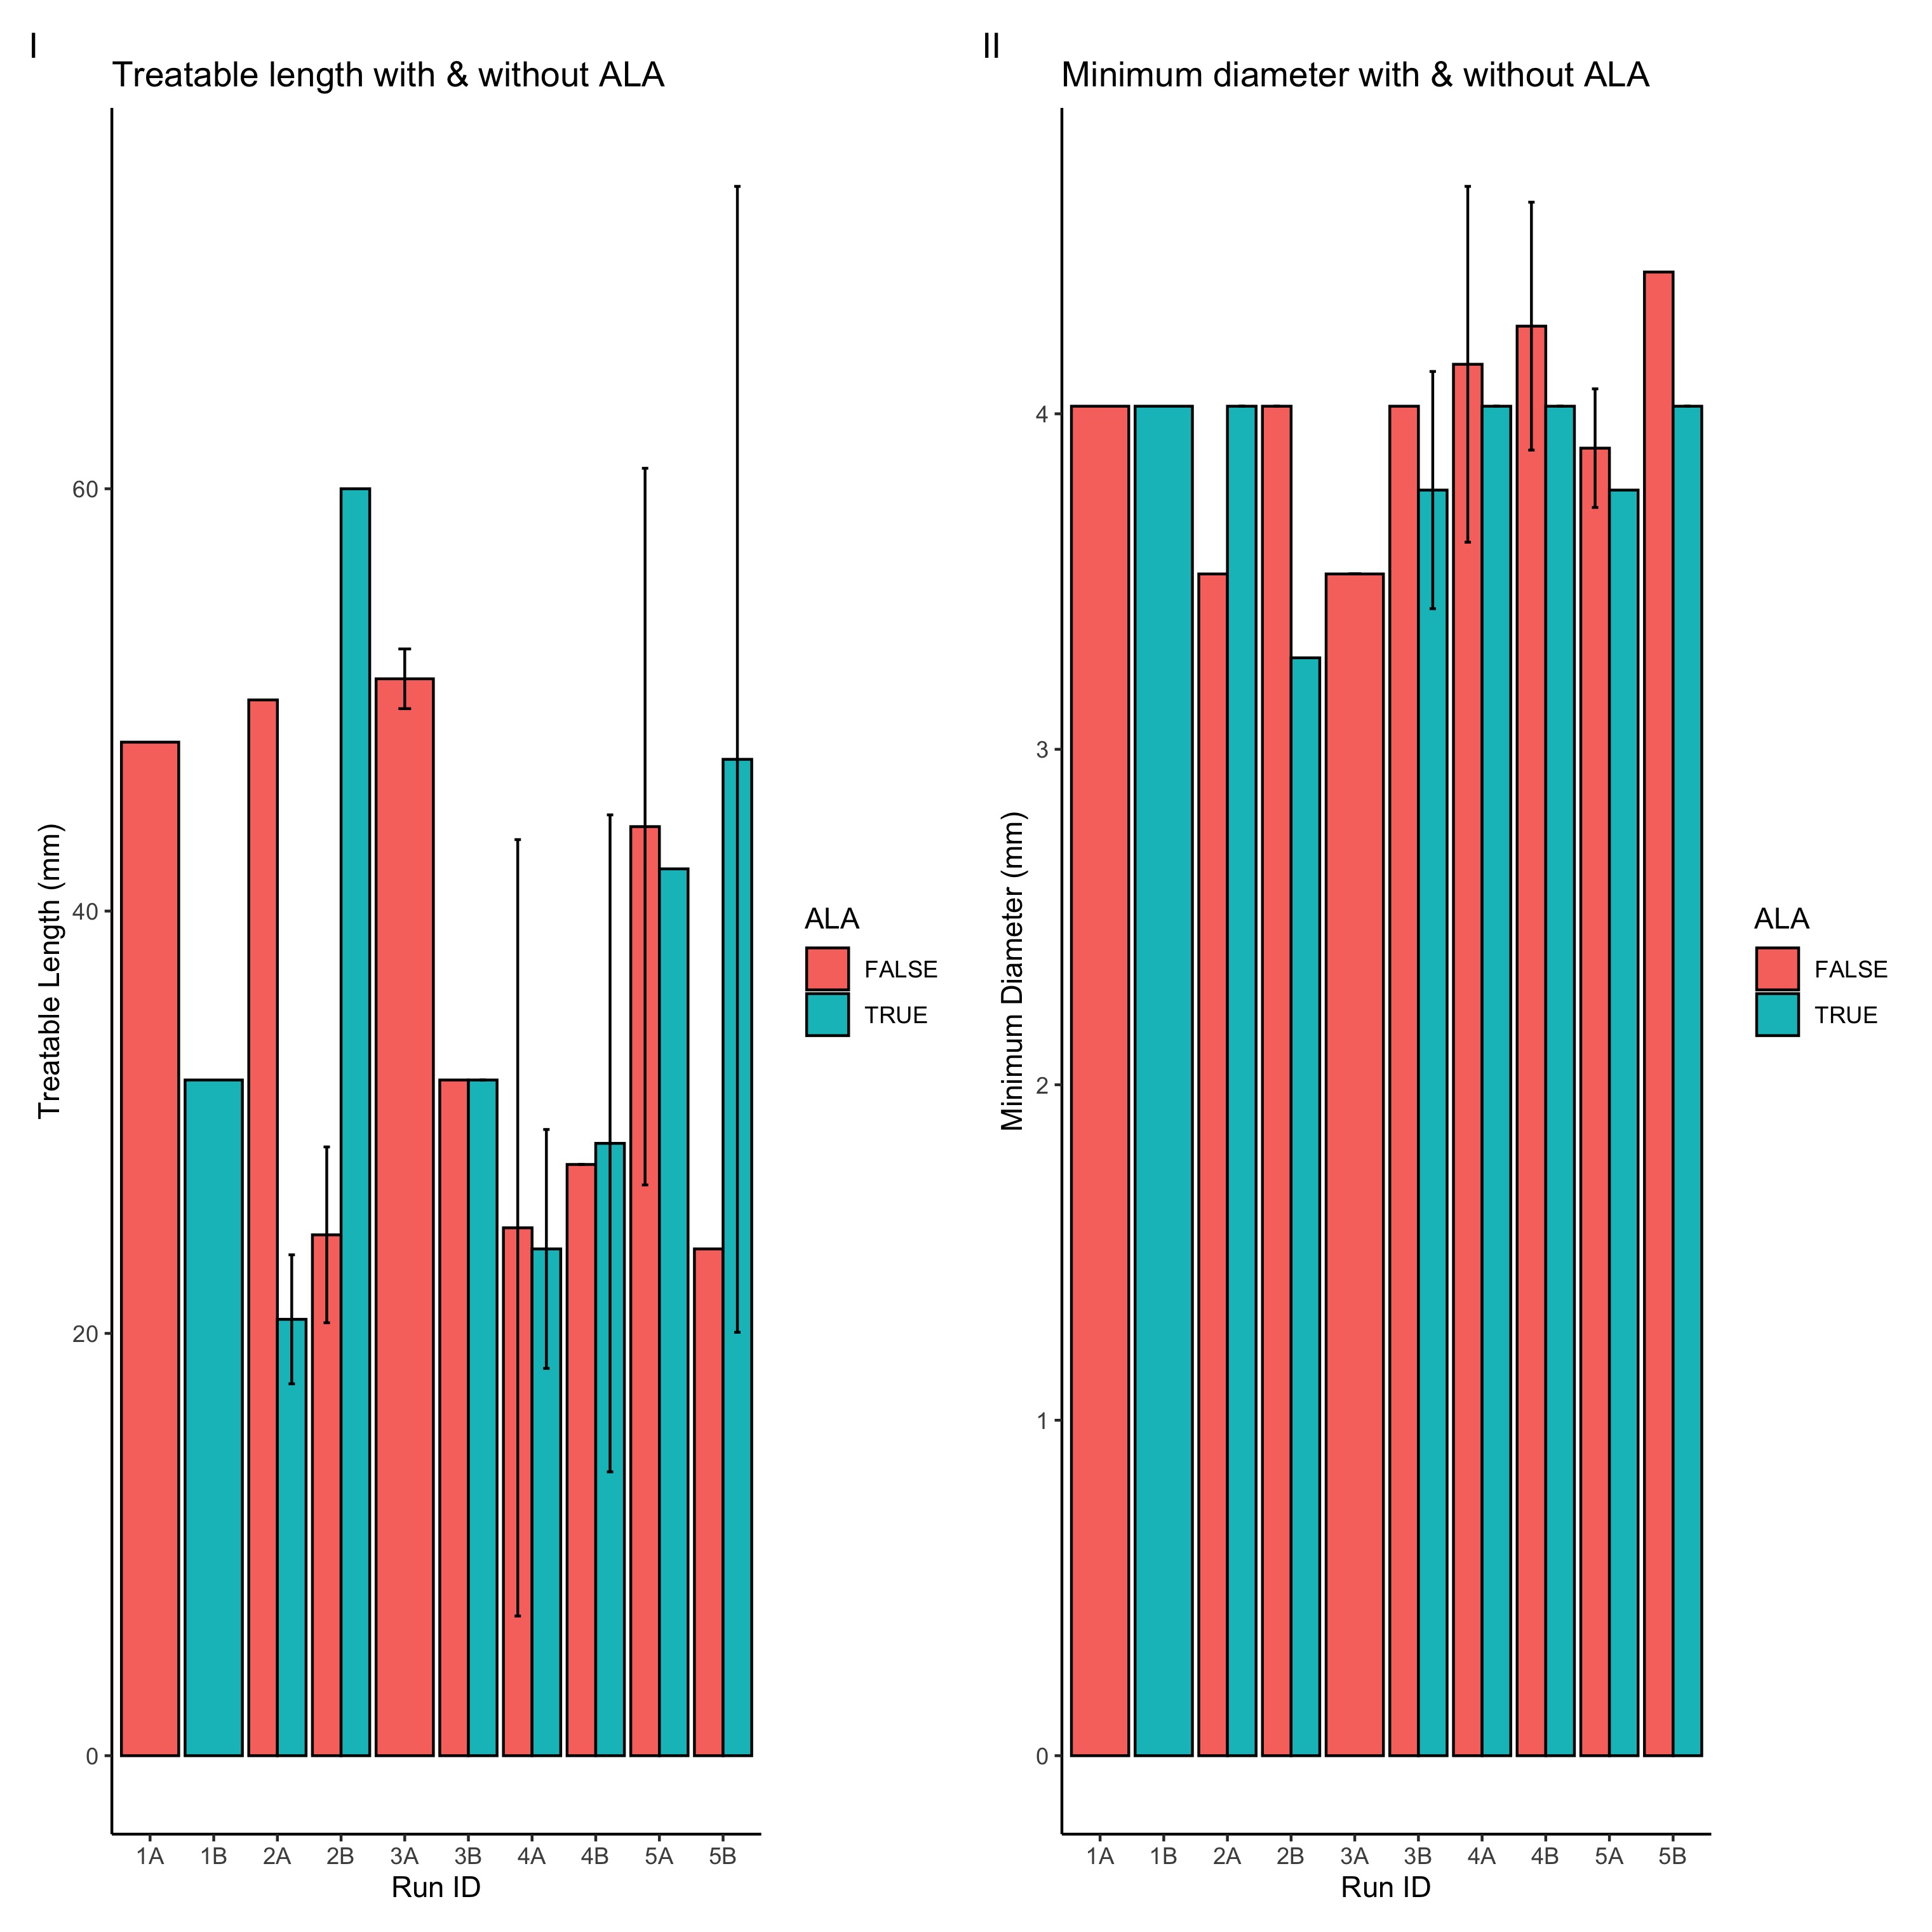 I
Treatable length with & without ALA
Treatable Length (mm)
60
40
20
0
1A 1B 2A 2B 3A 3B 4A 4B 5A 5B
Run ID
ALA
FALSE
TRUE
II
Minimum diameter with & without ALA
Minimum Diameter (mm)
4
3
2
1
0
1A 1B 2A 2B 3A 3B 4A 4B 5A 5B
Run ID
ALA
FALSE
TRUE